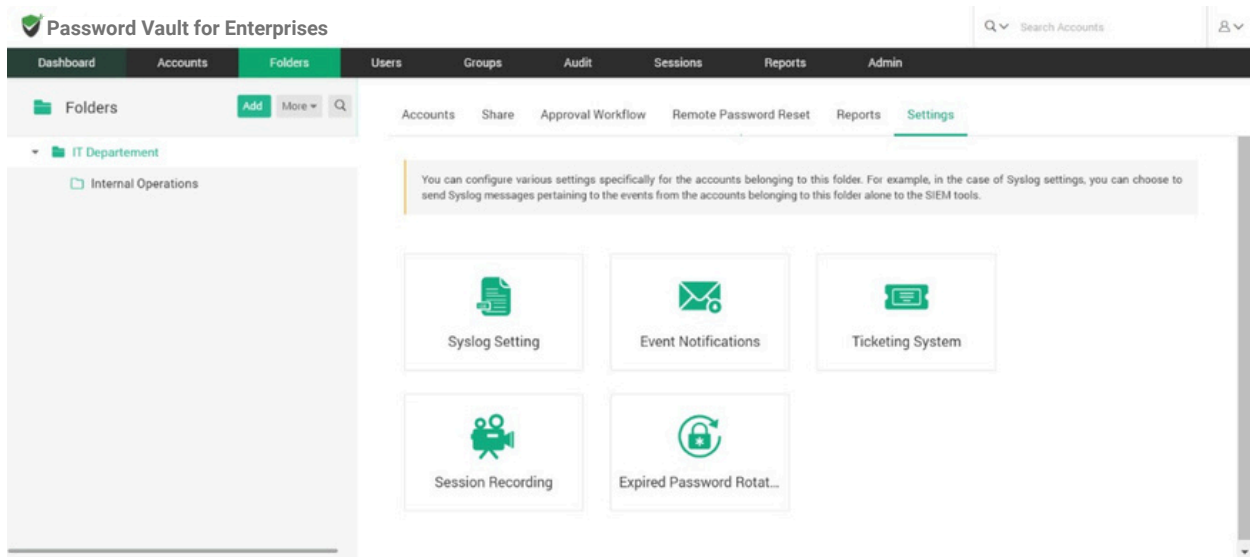 Password Vault for Enterprises
Search Accounts
Dashboard Accounts Folders Users Groups Audit Sessions Reports Admin
Folders Add More
Accounts Share Approval Workflow Remote Password Reset Reports Settings
IT Departement
Internal Operations
You can configure various settings specifically for the accounts belonging to this folder. For example, in the case of Syslog settings, you can choose to
send Syslog messages pertaining to the events from the accounts belonging to this folder alone to the SIEM tools.
Syslog Setting Event Notifications Ticketing System
Session Recording Expired Password Rotat...